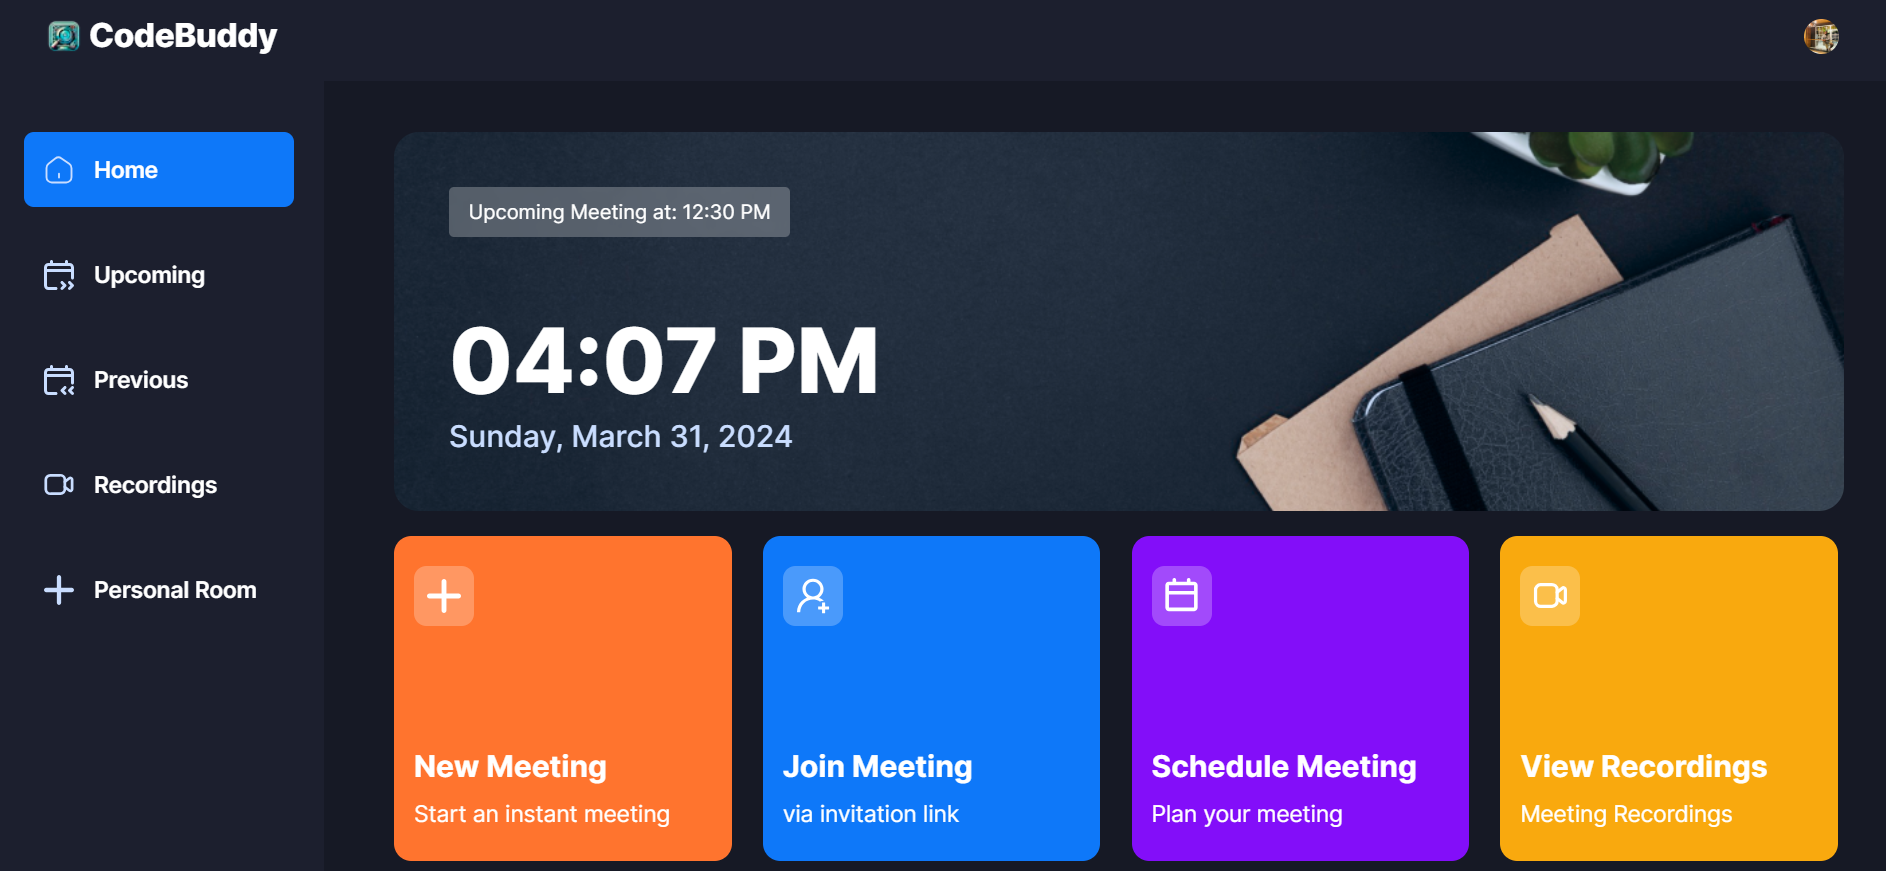 CodeBuddy
Home
Upcoming
Previous
Recordings
Personal Room
Upcoming Meeting at: 12:30 PM
04:07 PM
Sunday, March 31, 2024
New Meeting
Start an instant meeting
Join Meeting
via invitation link
Schedule Meeting
Plan your meeting
View Recordings
Meeting Recordings